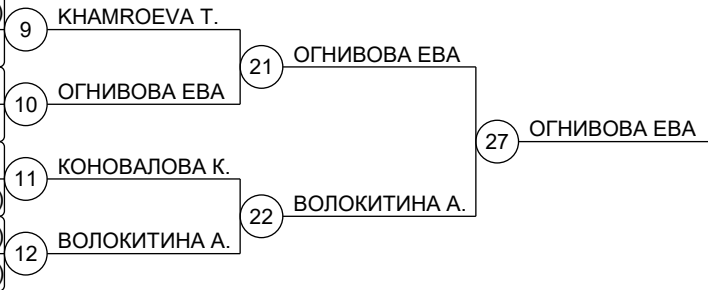 9 KHAMROEVA T.
21 ОГНИВОВА ЕВА
10 ОГНИВОВА ЕВА
27 ОГНИВОВА ЕВА
11 КОНОВАЛОВА К.
22 ВОЛОКИТИНА А.
12 ВОЛОКИТИНА А.